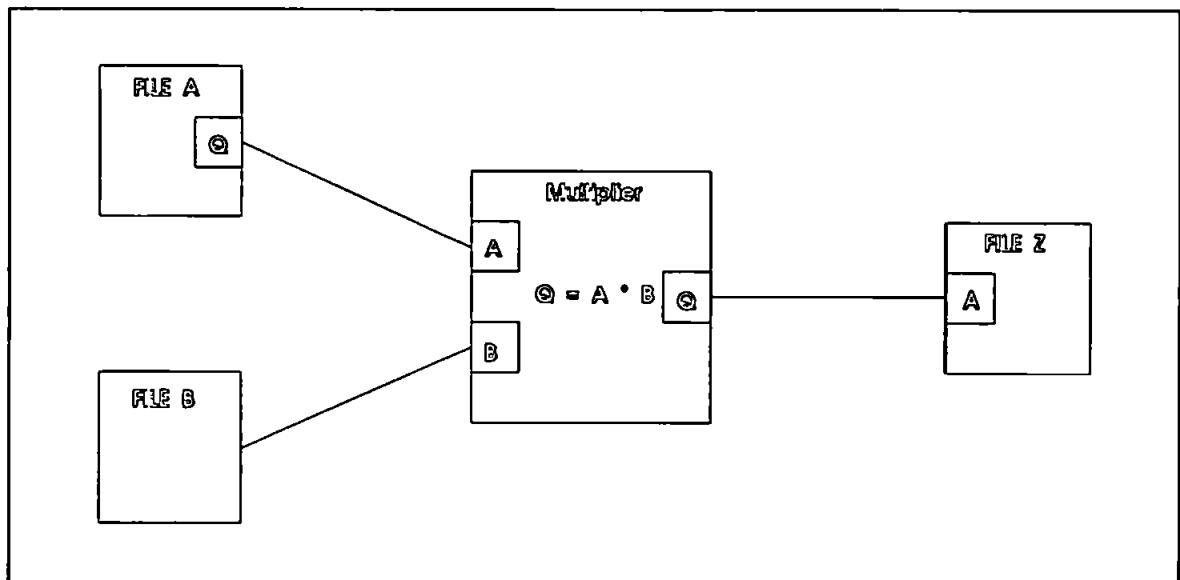 FILE A
Q
Multiplier
A
Q = A * B
Q
B
FILE B
FILE Z
A